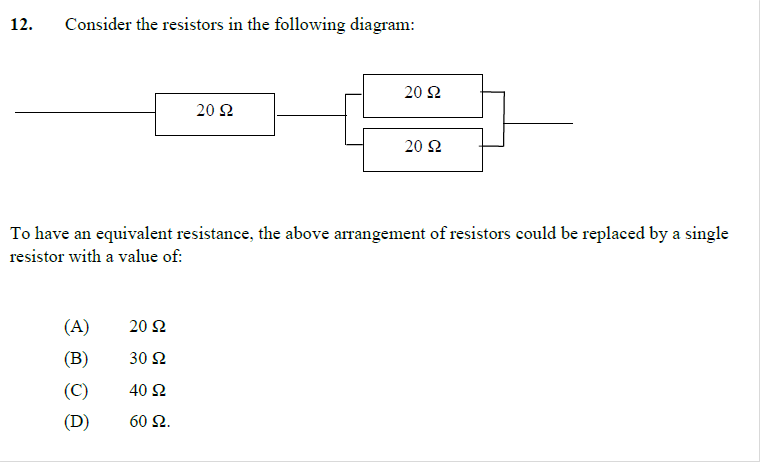 12. Consider the resistors in the following diagram:
20 Ω
20 Ω
20 Ω
To have an equivalent resistance, the above arrangement of resistors could be replaced by a single
resistor with a value of:
(A) 20 Ω
(B) 30 Ω
(C) 40 Ω
(D) 60 Ω.